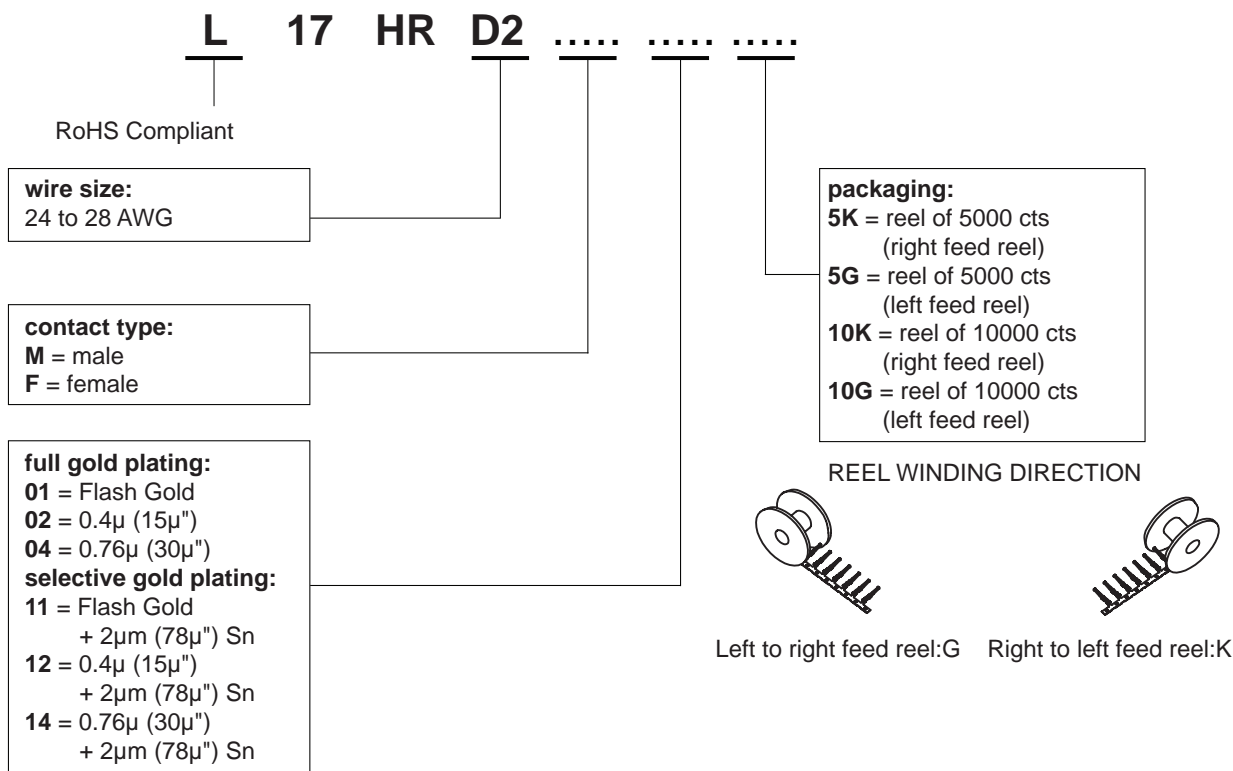 L 17 HR D2 ..... ..... .....
RoHS Compliant
wire size:
24 to 28 AWG
contact type:
M = male
F = female
full gold plating:
01 = Flash Gold
02 = 0.4µ (15µ")
04 = 0.76µ (30µ")
selective gold plating:
11 = Flash Gold
+ 2µm (78µ") Sn
12 = 0.4µ (15µ")
+ 2µm (78µ") Sn
14 = 0.76µ (30µ")
+ 2µm (78µ") Sn
packaging:
5K = reel of 5000 cts
(right feed reel)
5G = reel of 5000 cts
(left feed reel)
10K = reel of 10000 cts
(right feed reel)
10G = reel of 10000 cts
(left feed reel)
REEL WINDING DIRECTION
Left to right feed reel:G
Right to left feed reel:K